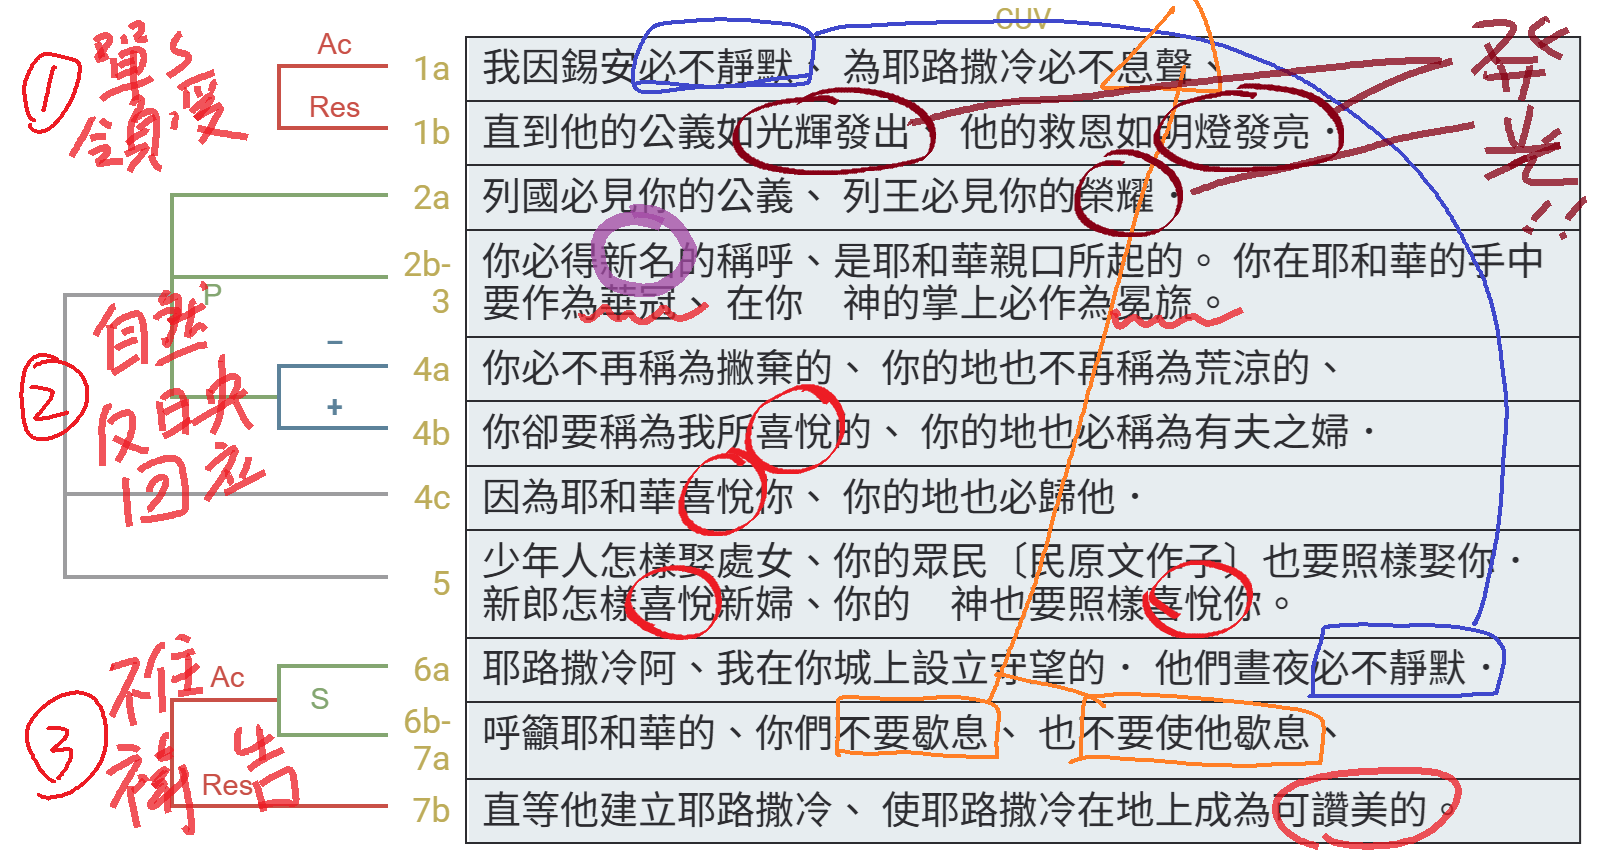 CUV
① 單純
領受
Ac
Res
1a 我因錫安必不靜默、為耶路撒冷必不息聲、
1b 直到他的公義如光輝發出 他的救恩如明燈發亮．
榮光!!
2a 列國必見你的公義、列王必見你的榮耀．
2b-3 你必得新名的稱呼、是耶和華親口所起的。你在耶和華的手中
要作為華冠、在你 神的掌上必作為冕旒。
P
② 自然
反映
回應
–
+
4a 你必不再稱為撇棄的、你的地也不再稱為荒涼的、
4b 你卻要稱為我所喜悅的、你的地也必稱為有夫之婦．
4c 因為耶和華喜悅你、你的地也必歸他．
5 少年人怎樣娶處女、你的眾民〔民原文作子〕也要照樣娶你．
新郎怎樣喜悅新婦、你的 神也要照樣喜悅你。
③
禱告
Ac
S
Res
6a 耶路撒冷阿、我在你城上設立守望的．他們晝夜必不靜默．
6b-7a 呼籲耶和華的、你們不要歇息、也不要使他歇息、
7b 直等他建立耶路撒冷、使耶路撒冷在地上成為可讚美的。